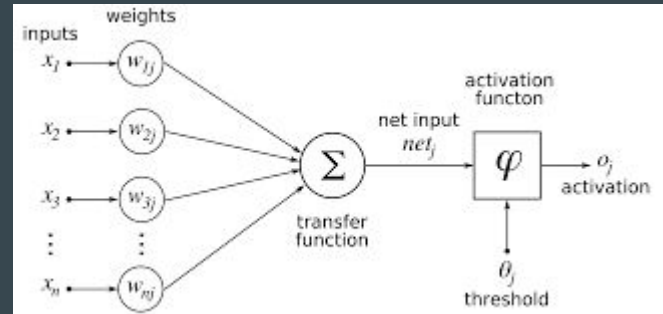 weights
inputs
activation
functon
x₁
w₁ⱼ
x₂
w₂ⱼ
net input
netⱼ
Σ
φ
oⱼ
activation
x₃
w₃ⱼ
transfer
function
⋮
⋮
xₙ
wₙⱼ
θⱼ
threshold